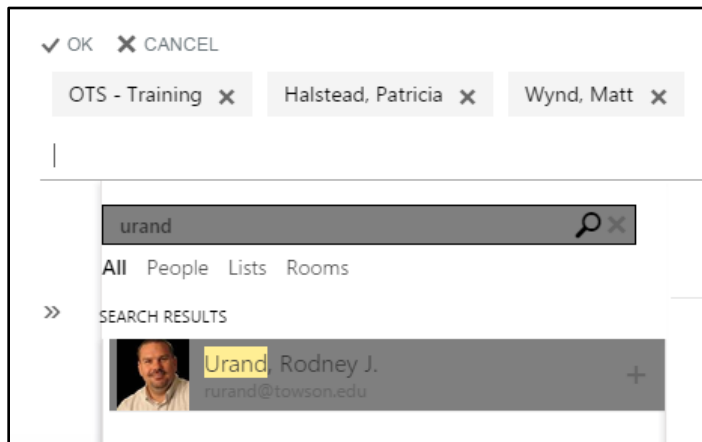 OK CANCEL
OTS - Training Halstead, Patricia Wynd, Matt
urand
All People Lists Rooms
SEARCH RESULTS
Urand, Rodney J.
rurand@towson.edu